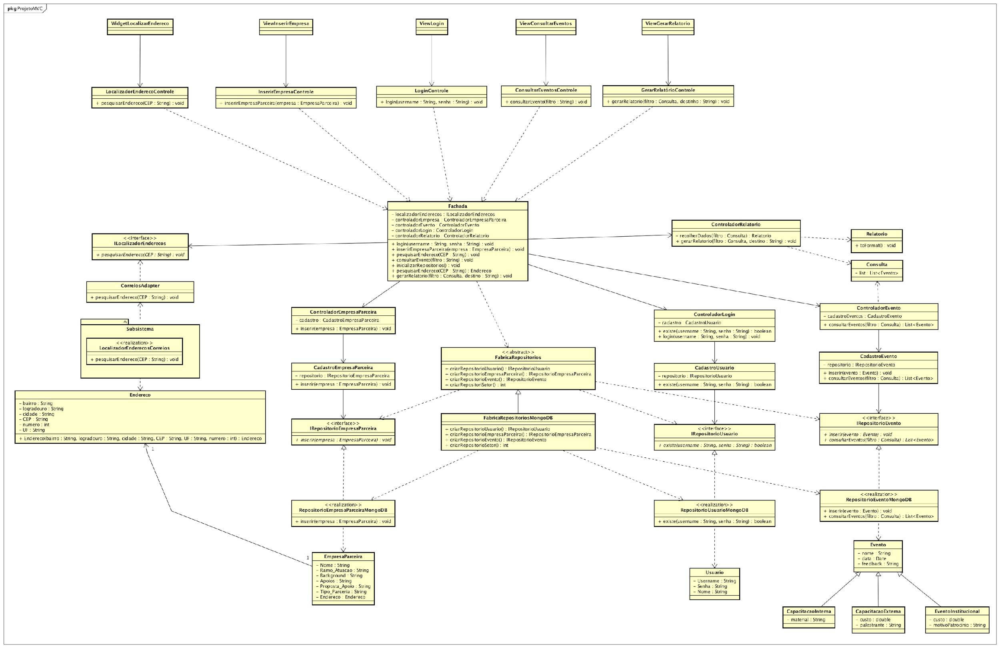 pkg ProjetoMVC
WidgetLocalizarEndereco
ViewInserirEmpresa
ViewLogin
ViewConsultarEventos
ViewGerarRelatorio
LocalizadorEnderecoControle
+ pesquisarEndereco(CEP : String) : void
InserirEmpresaControle
+ inserirEmpresaParceira(empresa : EmpresaParceira) : void
LoginControle
+ login(username : String, senha : String) : void
ConsultarEventosControle
+ consultarEvento(filtro : String) : void
GerarRelatórioControle
+ gerarRelatorio(filtro : Consulta, destinho : String) : void
Fachada
- localizadorEnderecos : ILocalizadorEnderecos
- controladorEmpresa : ControladorEmpresaParceira
- controladorEvento : ControladorEvento
- controladorLogin : ControladorLogin
- controladorRelatorio : ControladorRelatorio
+ login(username : String, senha : String) : void
+ inserirEmpresaParceira(empresa : EmpresaParceira) : void
+ pesquisarEndereco(CEP : String) : void
+ consultarEvento(filtro : String) : void
+ inicializarRepositorios() : void
+ pesquisarEndereco(CEP : String) : Endereco
+ gerarRelatorio(filtro : Consulta, destino : String) : void
ControladorRelatorio
- recolherDados(filtro : Consulta) : Relatorio
+ gerarRelatorio(filtro : Consulta, destino : String) : void
Relatorio
+ toFormat() : void
Consulta
- list : List<Evento>
<<interface>>
ILocalizadorEnderecos
+ pesquisarEndereco(CEP : String) : void
CorreiosAdapter
+ pesquisarEndereco(CEP : String) : void
Subsistema
<<realization>>
LocalizadorEnderecosCorreios
+ pesquisarEndereco(CEP : String) : void
ControladorEmpresaParceira
- cadastro : CadastroEmpresaParceira
+ inserir(empresa : EmpresaParceira) : void
ControladorLogin
- cadastro : CadastroUsuario
+ existe(username : String, senha : String) : boolean
+ login(username : String, senha : String) : void
ControladorEvento
- cadastroEventos : CadastroEvento
+ consultarEventos(filtro : Consulta) : List<Evento>
CadastroEmpresaParceira
- repositorio : IRepositorioEmpresaParceira
+ inserir(empresa : EmpresaParceira) : void
<<abstract>>
FabricaRepositorios
+ criarRepositorioUsuario() : IRepositorioUsuario
+ criarRepositorioEmpresaParceira() : IRepositorioEmpresaParceira
+ criarRepositorioEvento() : IRepositorioEvento
+ criarRepositoriSetor() : int
CadastroUsuario
- repositorio : IRepositorioUsuario
+ existe(username : String, senha : String) : boolean
CadastroEvento
- repositorio : IRepositorioEvento
+ inserir(evento : Evento) : void
+ consultarEventos(filtro : Consulta) : List<Evento>
Endereco
- bairro : String
- logradouro : String
- cidade : String
- CEP : String
- numero : int
- UF : String
+ Endereco(bairro : String, logradouro : String, cidade : String, CEP : String, UF : String, numero : int) : Endereco
1
<<interface>>
IRepositorioEmpresaParceira
+ inserir(empresa : EmpresaParceira) : void
FabricaRepositoriosMongoDB
+ criarRepositorioUsuario() : IRepositorioUsuario
+ criarRepositorioEmpresaParceira() : IRepositorioEmpresaParceira
+ criarRepositorioEvento() : IRepositorioEvento
+ criarRepositorioSetor() : int
<<interface>>
IRepositorioUsuario
+ existe(username : String, senha : String) : boolean
<<interface>>
IRepositorioEvento
+ inserir(evento : Evento) : void
+ consultarEventos(filtro : Consulta) : List<Evento>
<<realization>>
RepositorioEmpresaParceiraMongoDB
+ inserir(empresa : EmpresaParceira) : void
<<realization>>
RepositorioUsuarioMongoDB
+ existe(username : String, senha : String) : boolean
<<realization>>
RepositorioEventoMongoDB
+ inserir(evento : Evento) : void
+ consultarEventos(filtro : Consulta) : List<Evento>
1
EmpresaParceira
- Nome : String
- Ramo_Atuacao : String
- Background : String
- Apoios : String
- Proposta_Apoio : String
- Tipo_Parceria : String
- Endereco : Endereco
Usuario
- Username : String
- Senha : String
- Nome : String
Evento
- nome : String
- data : Date
- feedback : String
CapacitacaoInterna
- material : String
CapacitacaoExterna
- custo : double
- palestrante : String
EventoInstitucional
- custo : double
- motivoPatrocinio : String